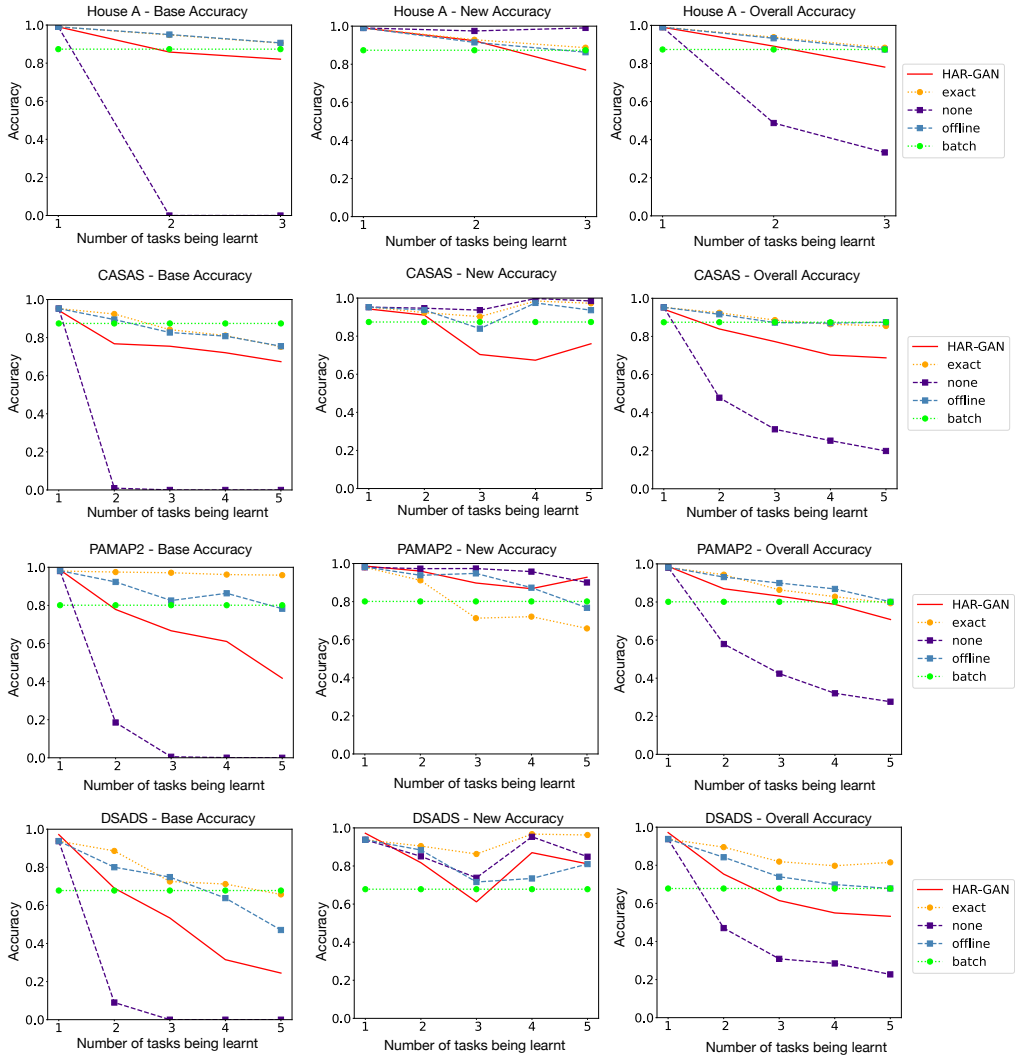 House A - Base Accuracy
House A - New Accuracy
House A - Overall Accuracy
Accuracy
1.0
0.8
0.6
0.4
0.2
0.0
1 2 3
Number of tasks being learnt
Accuracy
1.0
0.8
0.6
0.4
0.2
0.0
1 2 3
Number of tasks being learnt
Accuracy
1.0
0.8
0.6
0.4
0.2
0.0
1 2 3
Number of tasks being learnt
HAR-GAN
exact
none
offline
batch
CASAS - Base Accuracy
CASAS - New Accuracy
CASAS - Overall Accuracy
Accuracy
1.0
0.8
0.6
0.4
0.2
0.0
1 2 3 4 5
Number of tasks being learnt
Accuracy
1.0
0.8
0.6
0.4
0.2
0.0
1 2 3 4 5
Number of tasks being learnt
Accuracy
1.0
0.8
0.6
0.4
0.2
0.0
1 2 3 4 5
Number of tasks being learnt
HAR-GAN
exact
none
offline
batch
PAMAP2 - Base Accuracy
PAMAP2 - New Accuracy
PAMAP2 - Overall Accuracy
Accuracy
1.0
0.8
0.6
0.4
0.2
0.0
1 2 3 4 5
Number of tasks being learnt
Accuracy
1.0
0.8
0.6
0.4
0.2
0.0
1 2 3 4 5
Number of tasks being learnt
Accuracy
1.0
0.8
0.6
0.4
0.2
0.0
1 2 3 4 5
Number of tasks being learnt
HAR-GAN
exact
none
offline
batch
DSADS - Base Accuracy
DSADS - New Accuracy
DSADS - Overall Accuracy
Accuracy
1.0
0.8
0.6
0.4
0.2
0.0
1 2 3 4 5
Number of tasks being learnt
Accuracy
1.0
0.8
0.6
0.4
0.2
0.0
1 2 3 4 5
Number of tasks being learnt
Accuracy
1.0
0.8
0.6
0.4
0.2
0.0
1 2 3 4 5
Number of tasks being learnt
HAR-GAN
exact
none
offline
batch